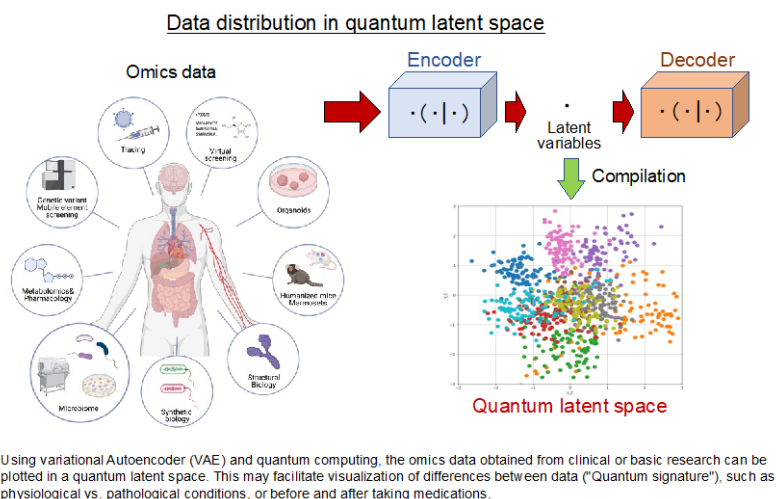 Data distribution in quantum latent space
Omics data
Encoder
Decoder
·(·|·)
·
·(·|·)
Latent
variables
Compilation
Tracing
Virtual
screening
Genetic variant
Mobile element
screening
Organoids
Metabolomics&
Pharmacology
Humanized mice
Marmosets
Microbiome
Synthetic
biology
Structural
Biology
Quantum latent space
Using variational Autoencoder (VAE) and quantum computing, the omics data obtained from clinical or basic research can be
plotted in a quantum latent space. This may facilitate visualization of differences between data ("Quantum signature"), such as
physiological vs. pathological conditions, or before and after taking medications.